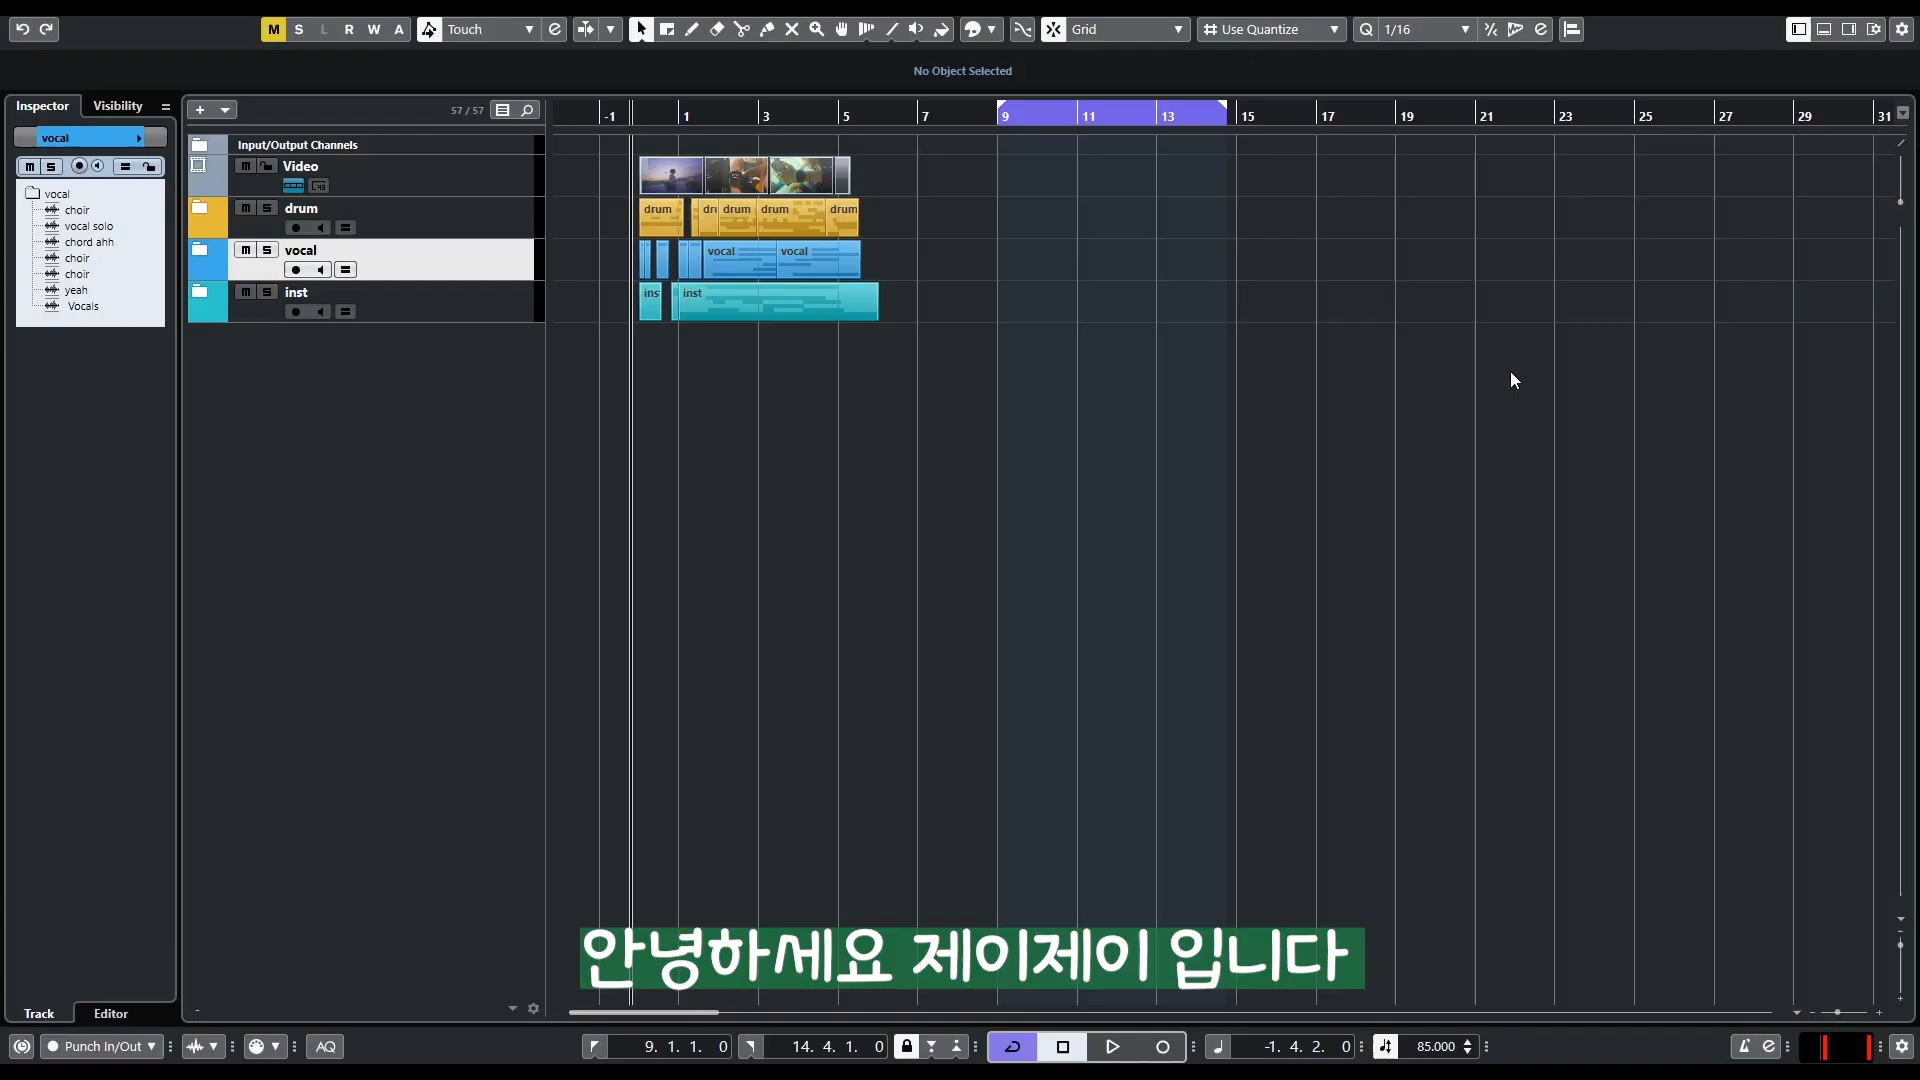 M S L R W A Touch Grid Use Quantize Q 1/16
No Object Selected
Inspector Visibility
57 / 57
-1 1 3 5 7 9 11 13 15 17 19 21 23 25 27 29 31
vocal
Input/Output Channels
M S
Video
vocal
choir
vocal solo
chord ahh
choir
choir
yeah
Vocals
M S drum
drum dru drum drum drum
M S vocal
vocal vocal
M S inst
ins inst
안녕하세요 제이제이 입니다
Track Editor
Punch In/Out AQ 9. 1. 1. 0 14. 4. 1. 0 -1. 4. 2. 0 85.000